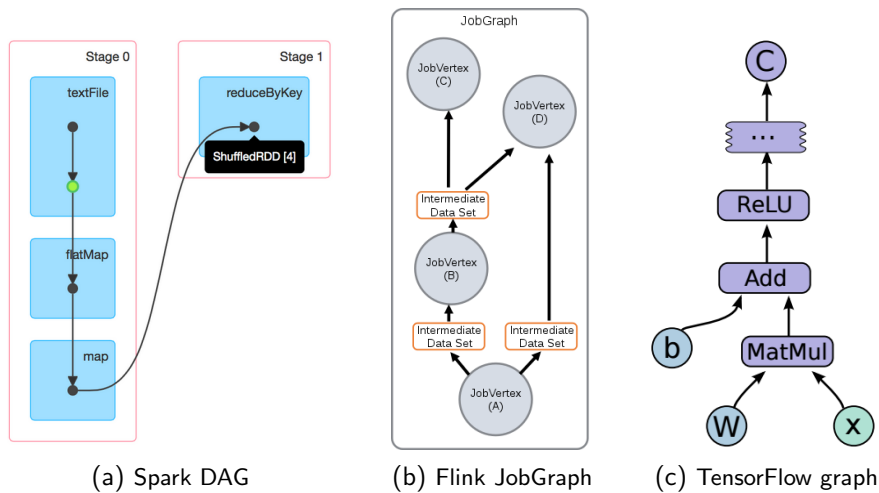 Stage 0
textFile
flatMap
map
Stage 1
reduceByKey
ShuffledRDD [4]
(a) Spark DAG
JobGraph
JobVertex
(C)
JobVertex
(D)
Intermediate
Data Set
JobVertex
(B)
Intermediate
Data Set
Intermediate
Data Set
JobVertex
(A)
(b) Flink JobGraph
C
...
ReLU
Add
b
MatMul
W
x
(c) TensorFlow graph